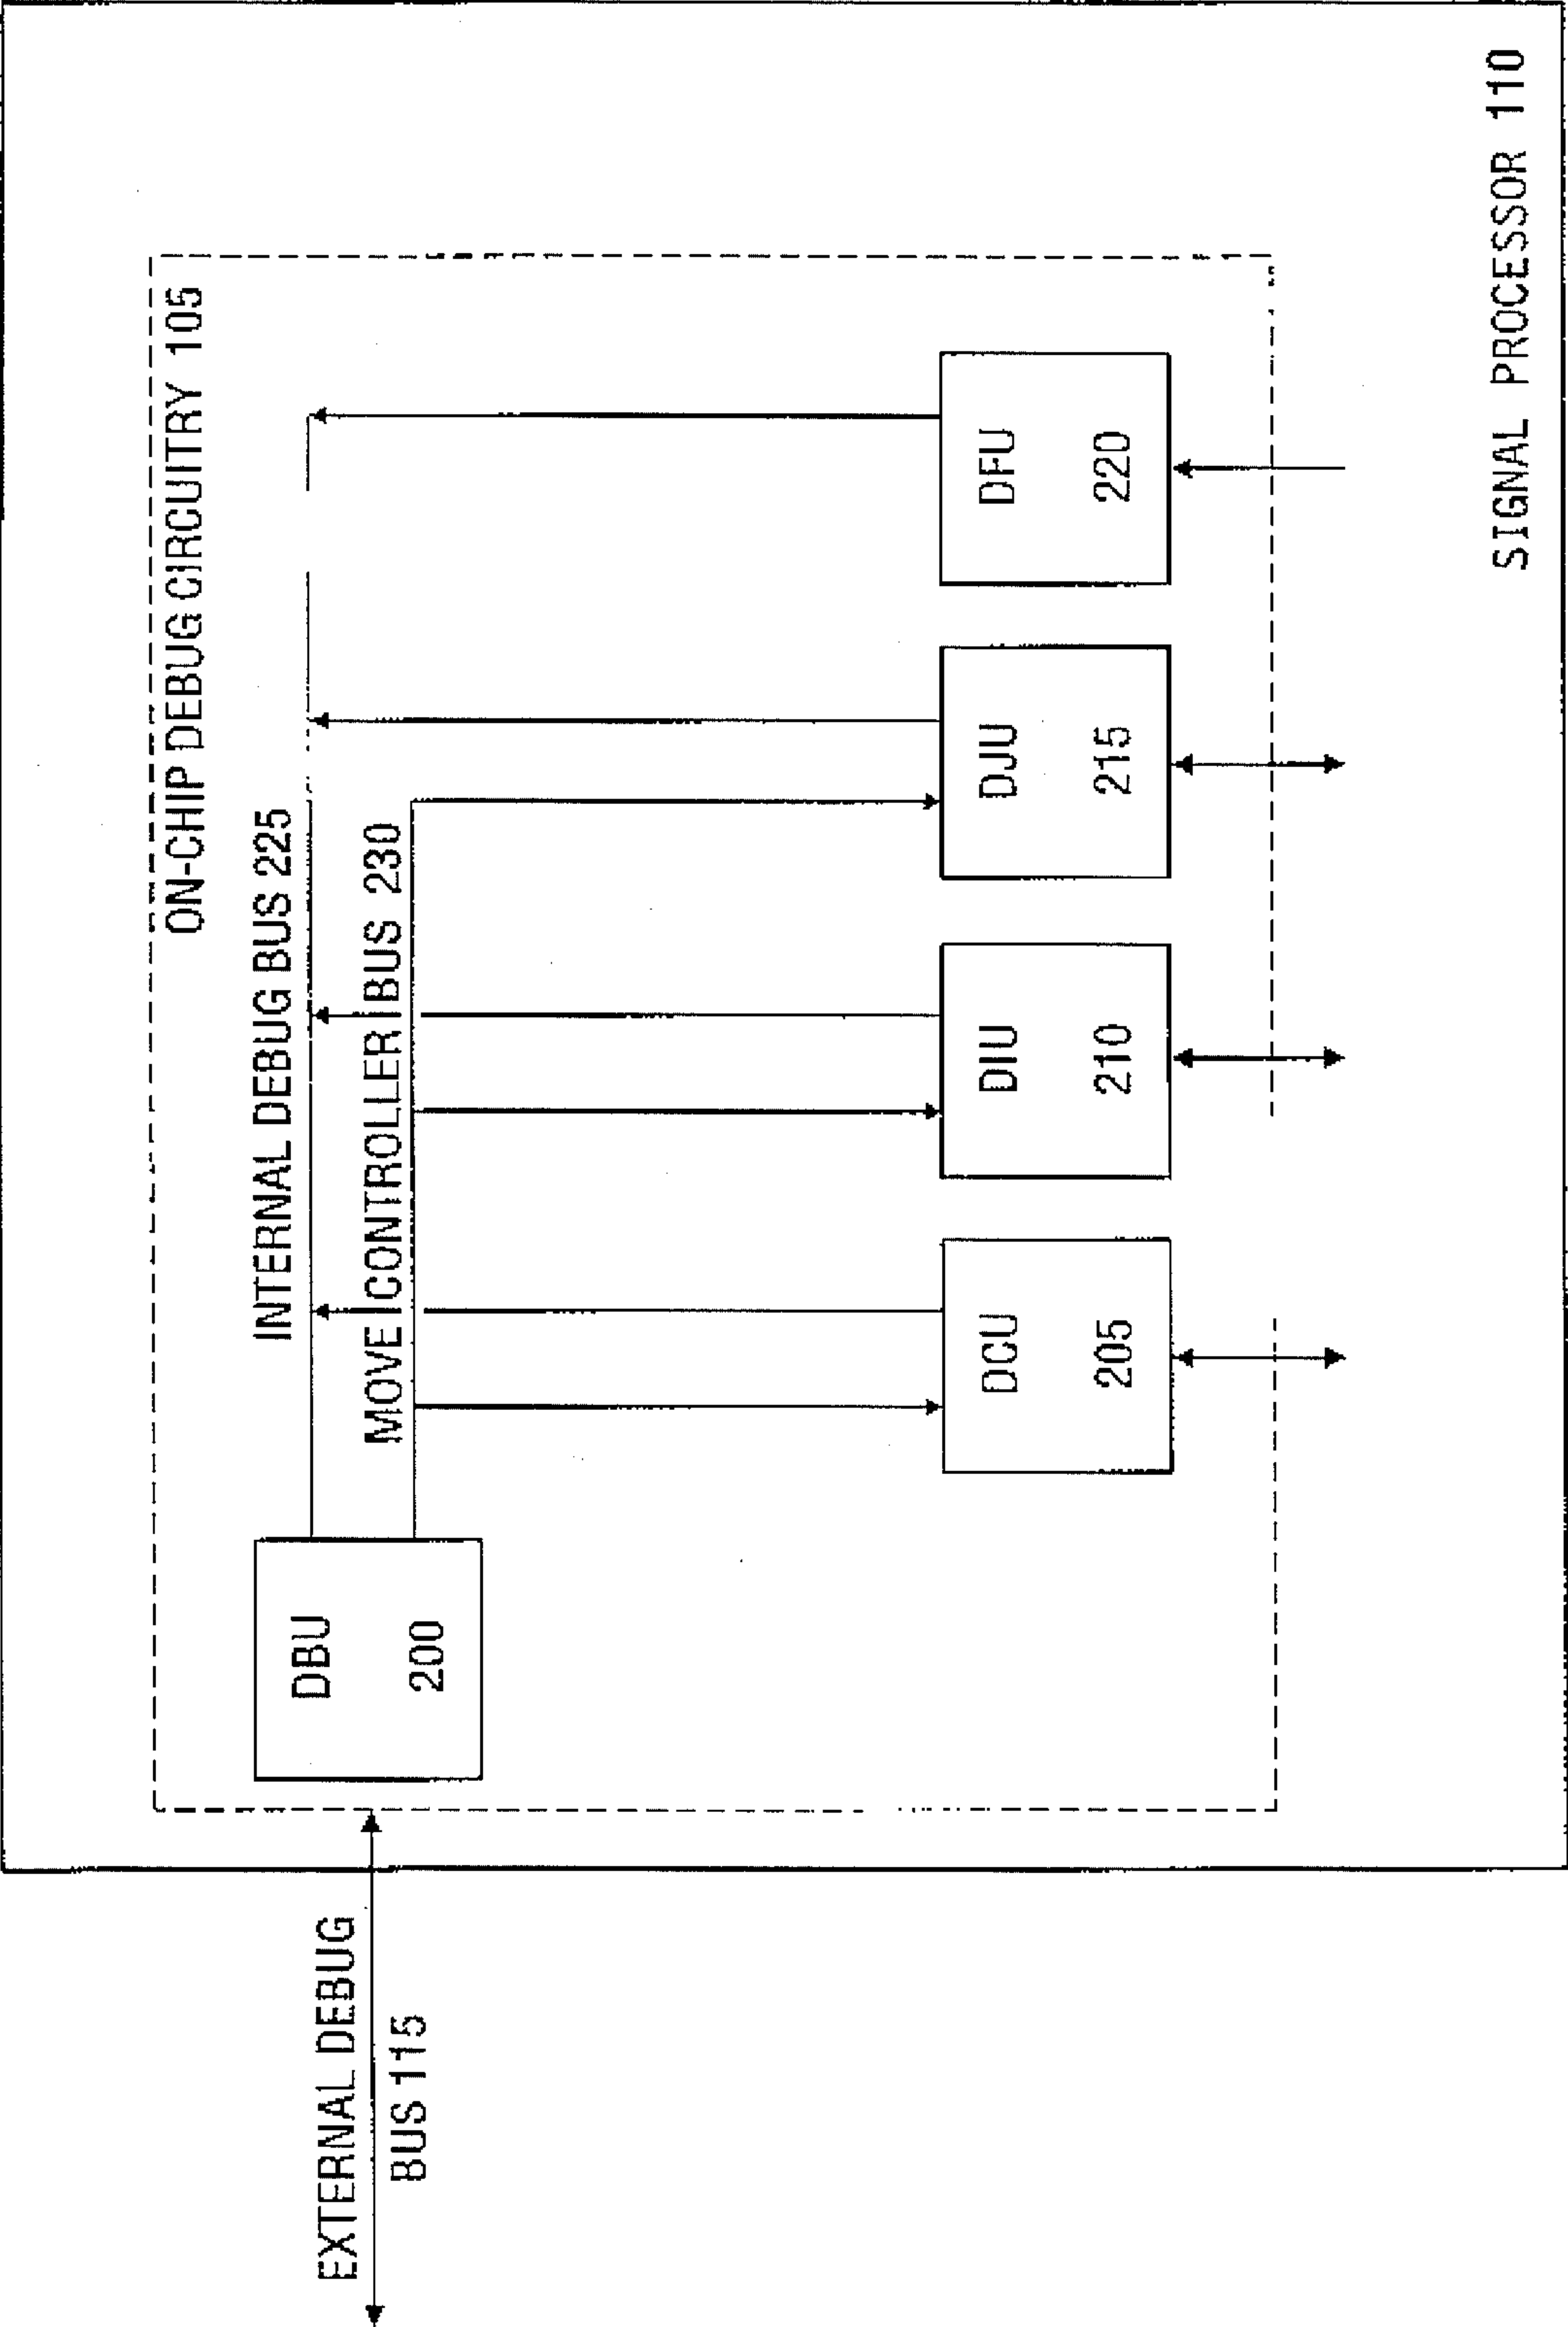 ON-CHIP DEBUG CIRCUITRY 105
INTERNAL DEBUG BUS 225
MOVE CONTROLLER BUS 230
DBU
200
EXTERNAL DEBUG
BUS 115
DCU
205
DIU
210
DJU
215
DFU
220
SIGNAL PROCESSOR 110